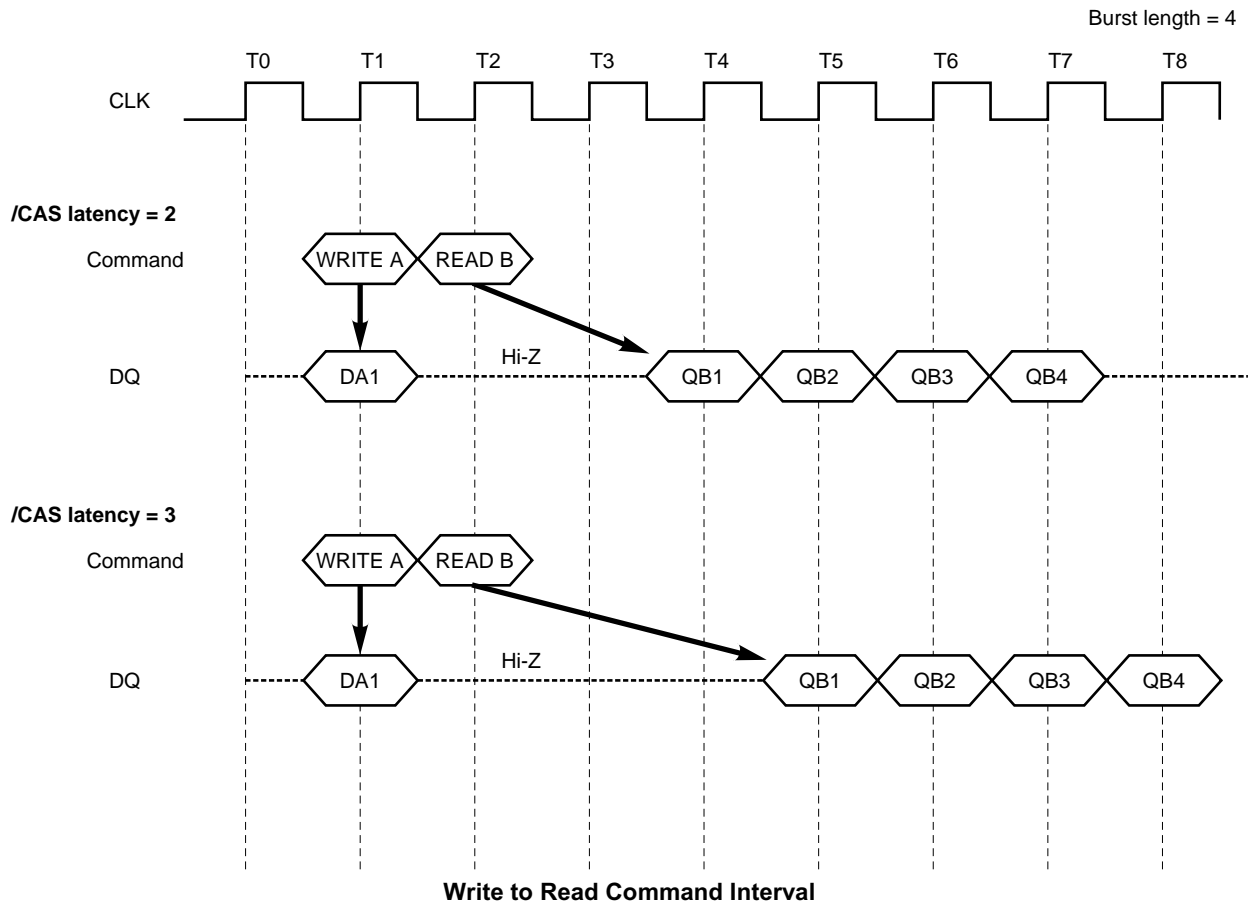 Burst length = 4
T0 T1 T2 T3 T4 T5 T6 T7 T8
CLK
/CAS latency = 2
Command WRITE A READ B
Hi-Z
DQ DA1 QB1 QB2 QB3 QB4
/CAS latency = 3
Command WRITE A READ B
Hi-Z
DQ DA1 QB1 QB2 QB3 QB4
Write to Read Command Interval